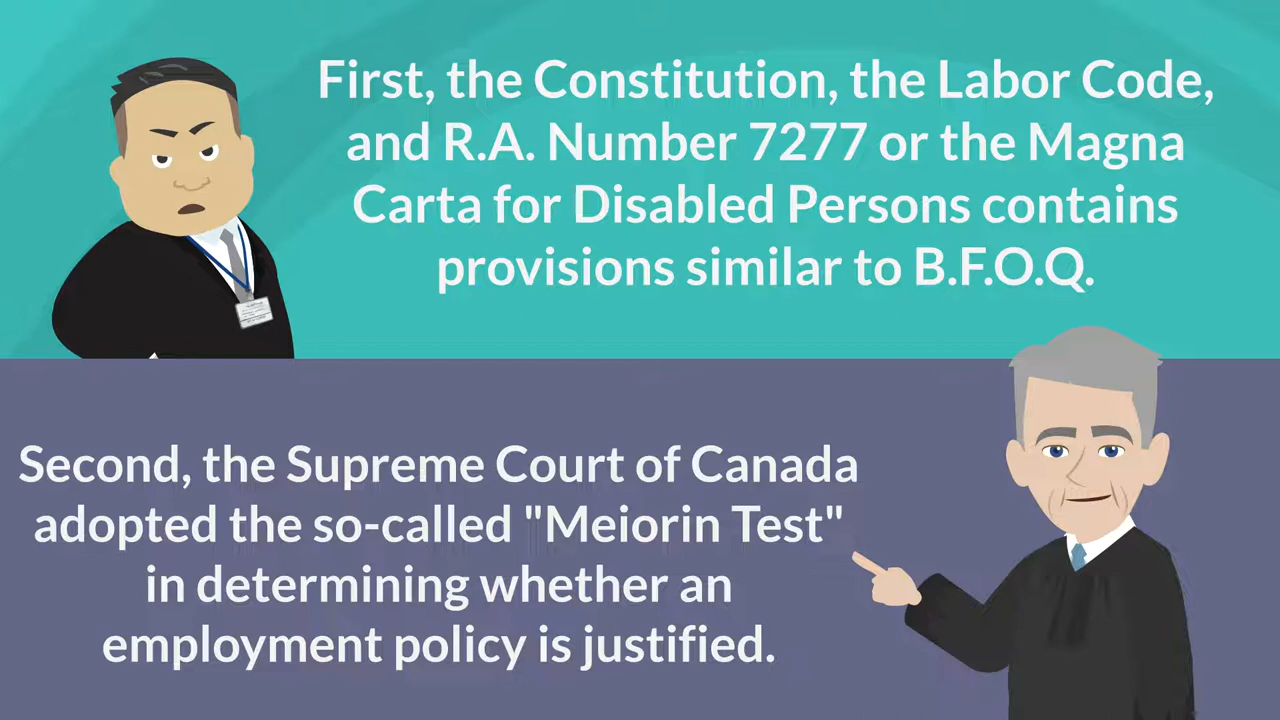 First, the Constitution, the Labor Code,
and R.A. Number 7277 or the Magna
Carta for Disabled Persons contains
provisions similar to B.F.O.Q.
Second, the Supreme Court of Canada
adopted the so-called "Meiorin Test"
in determining whether an
employment policy is justified.